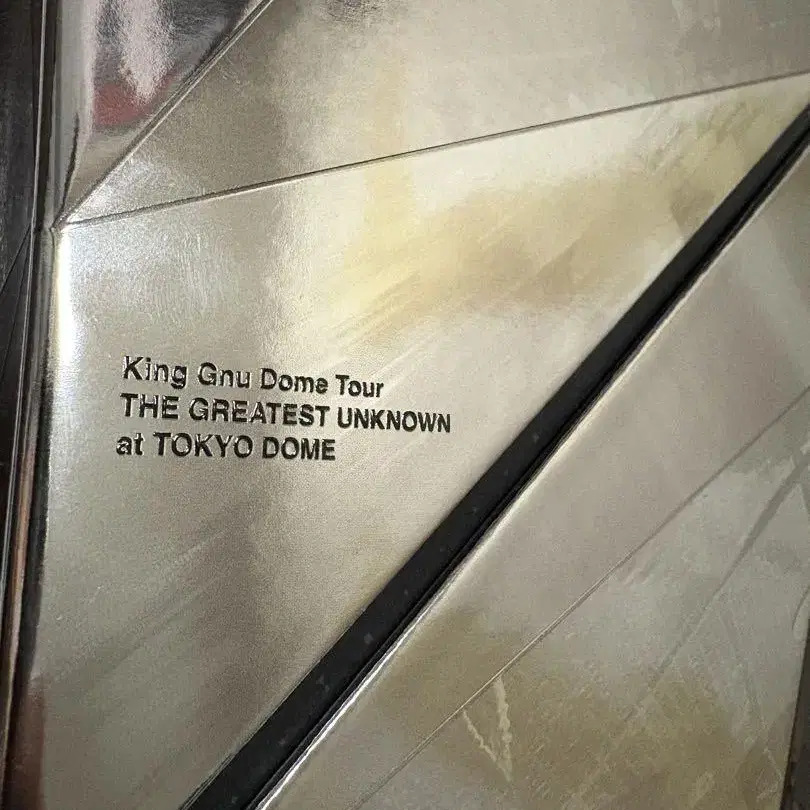 King Gnu Dome Tour
THE GREATEST UNKNOWN
at TOKYO DOME